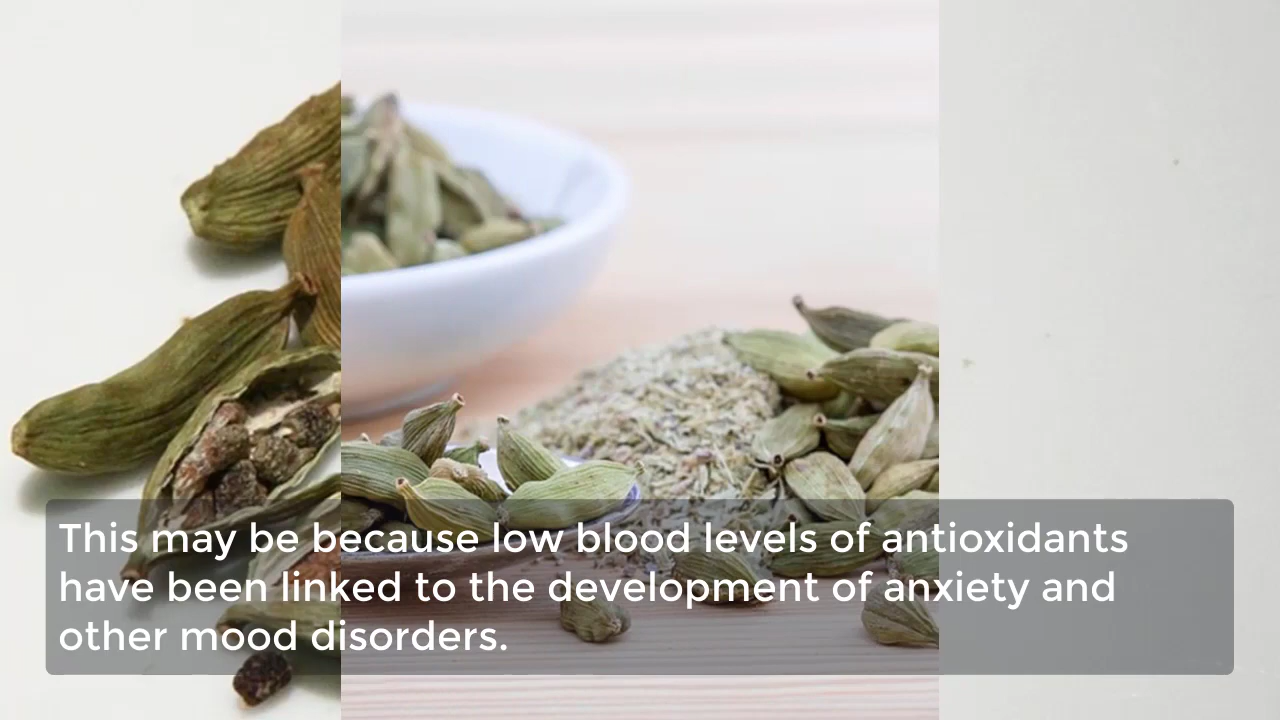 This may be because low blood levels of antioxidants
have been linked to the development of anxiety and
other mood disorders.